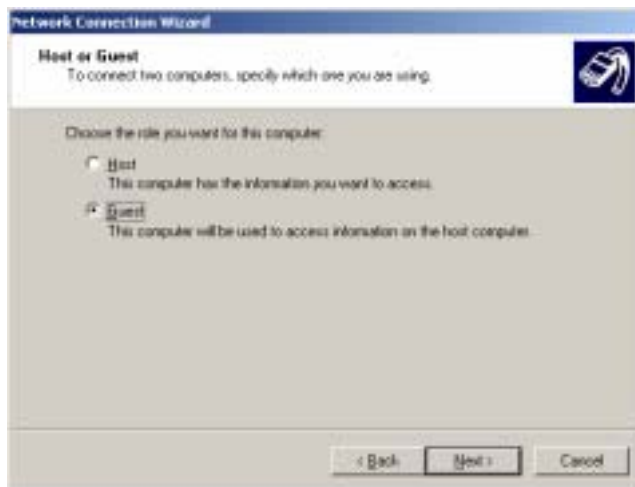 Network Connection Wizard
Host or Guest
To connect two computers, specify which one you are using.
Choose the role you want for this computer:
Host
This computer has the information you want to access.
Guest
This computer will be used to access information on the host computer.
< Back
Next >
Cancel